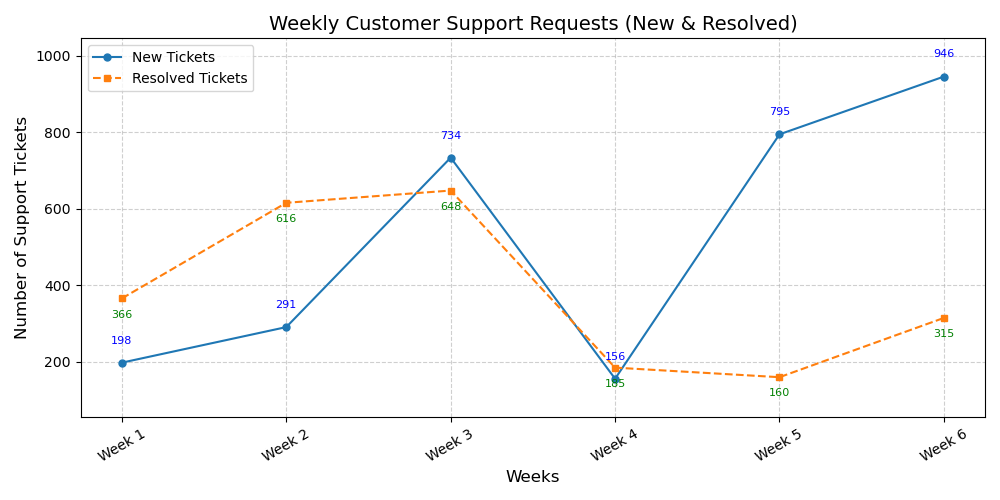 Weekly Customer Support Requests (New & Resolved)
New Tickets
Resolved Tickets
Number of Support Tickets
1000
800
600
400
200
198
291
734
156
795
946
366
616
648
185
160
315
Week 1
Week 2
Week 3
Week 4
Week 5
Week 6
Weeks